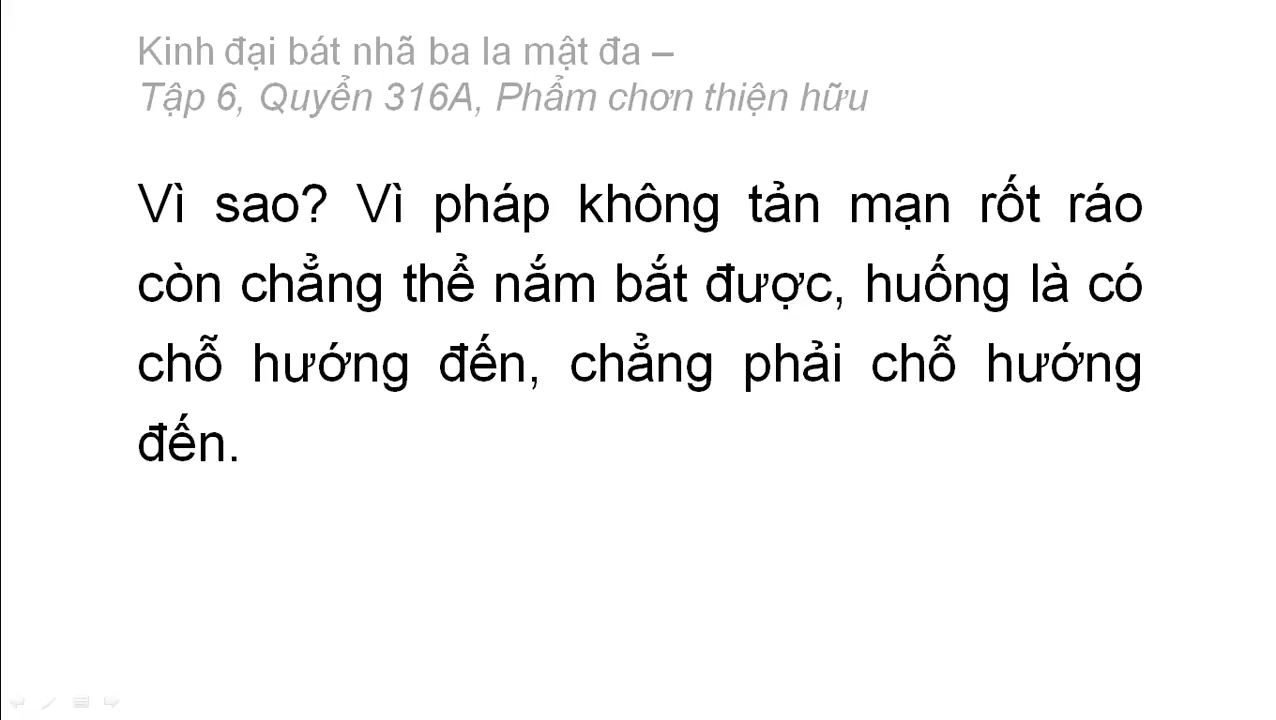 Kinh đại bát nhã ba la mật đa –
Tập 6, Quyển 316A, Phẩm chơn thiện hữu
Vì sao? Vì pháp không tản mạn rốt ráo
còn chẳng thể nắm bắt được, huống là có
chỗ hướng đến, chẳng phải chỗ hướng
đến.